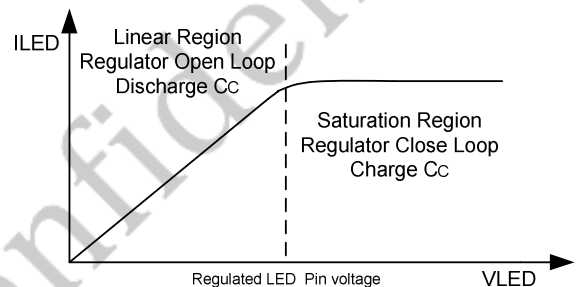 ILED
Linear Region
Regulator Open Loop
Discharge Cc
Saturation Region
Regulator Close Loop
Charge Cc
Regulated LED Pin voltage
VLED